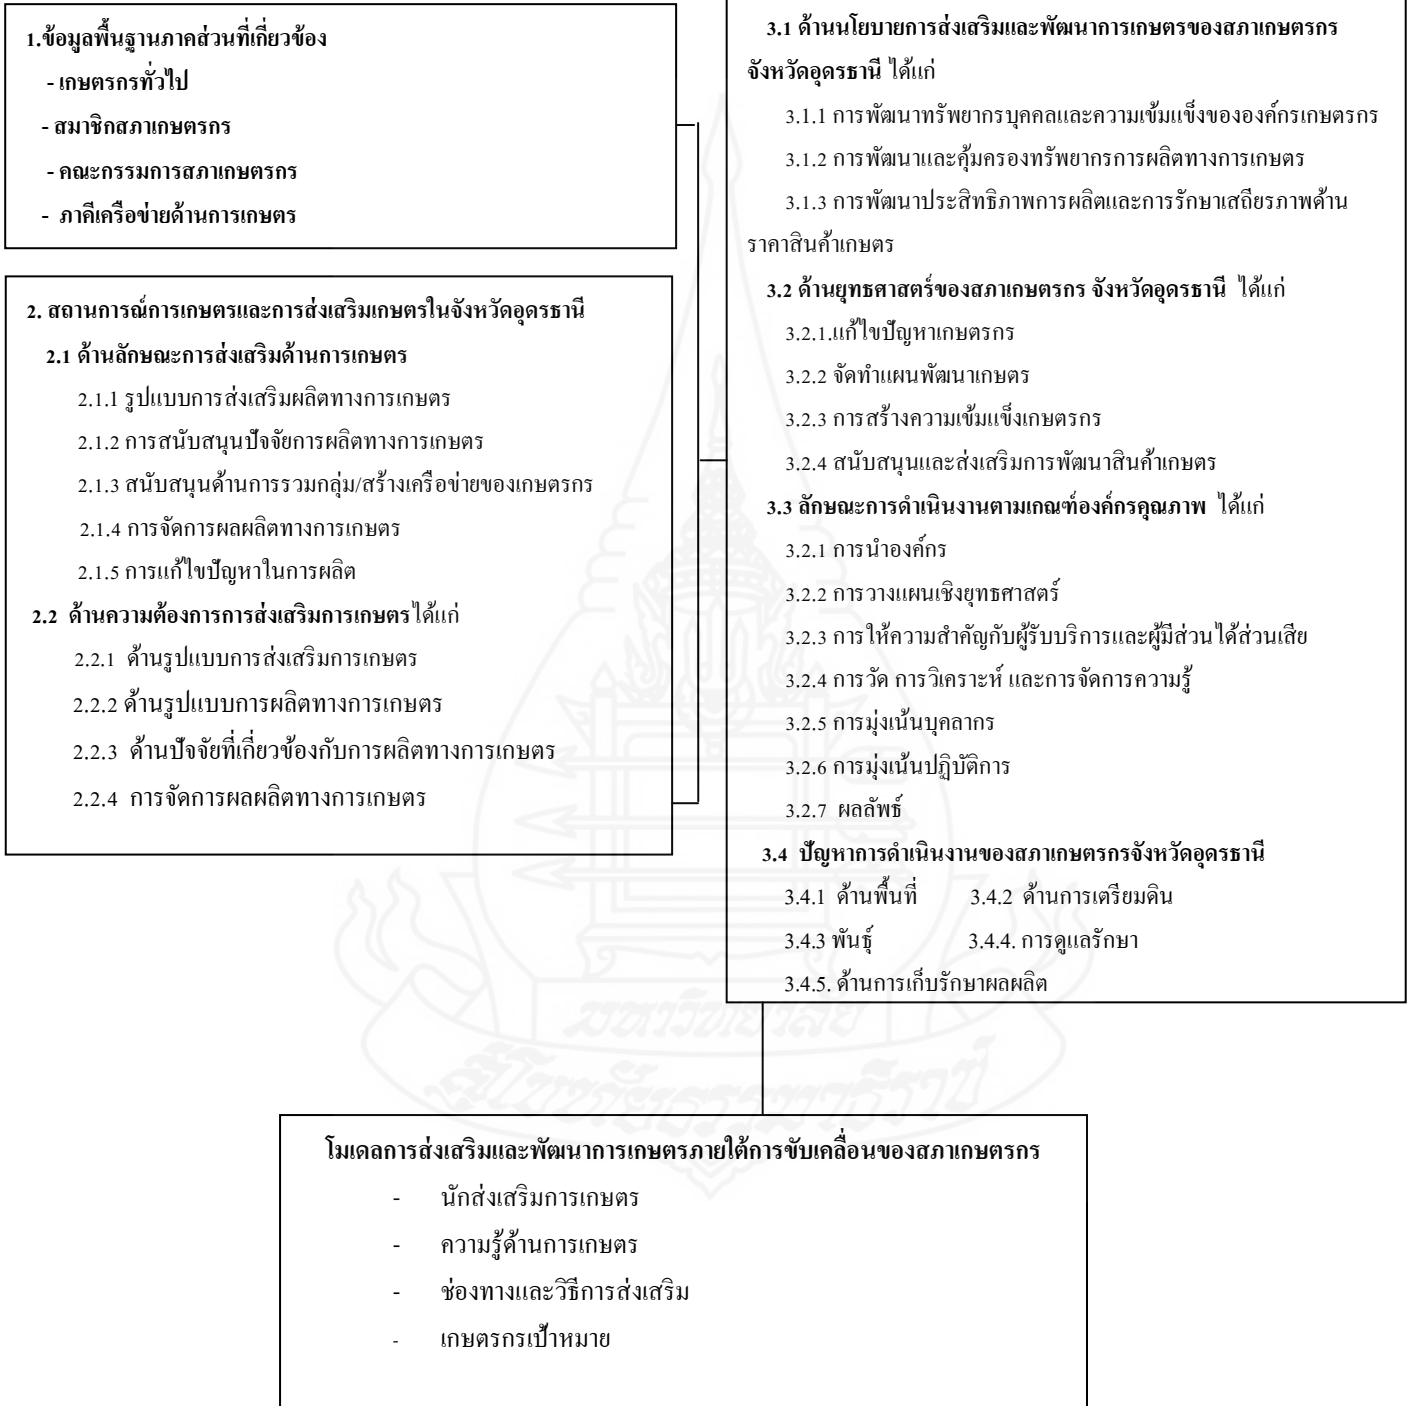 1.ข้อมูลพื้นฐานภาคส่วนที่เกี่ยวข้อง
- เกษตรกรทั่วไป
- สมาชิกสภาเกษตรกร
- คณะกรรมการสภาเกษตรกร
- ภาคีเครือข่ายด้านการเกษตร
2. สถานการณ์การเกษตรและการส่งเสริมเกษตรในจังหวัดอุดรธานี
2.1 ด้านลักษณะการส่งเสริมด้านการเกษตร
2.1.1 รูปแบบการส่งเสริมผลิตทางการเกษตร
2.1.2 การสนับสนุนปัจจัยการผลิตทางการเกษตร
2.1.3 สนับสนุนด้านการรวมกลุ่ม/สร้างเครือข่ายของเกษตรกร
2.1.4 การจัดการผลผลิตทางการเกษตร
2.1.5 การแก้ไขปัญหาในการผลิต
2.2 ด้านความต้องการการส่งเสริมการเกษตรได้แก่
2.2.1 ด้านรูปแบบการส่งเสริมการเกษตร
2.2.2 ด้านรูปแบบการผลิตทางการเกษตร
2.2.3 ด้านปัจจัยที่เกี่ยวข้องกับการผลิตทางการเกษตร
2.2.4 การจัดการผลผลิตทางการเกษตร
3.1 ด้านนโยบายการส่งเสริมและพัฒนาการเกษตรของสภาเกษตรกร
จังหวัดอุดรธานี ได้แก่
3.1.1 การพัฒนาทรัพยากรบุคคลและความเข้มแข็งขององค์กรเกษตรกร
3.1.2 การพัฒนาและคุ้มครองทรัพยากรการผลิตทางการเกษตร
3.1.3 การพัฒนาประสิทธิภาพการผลิตและการรักษาเสถียรภาพด้าน
ราคาสินค้าเกษตร
3.2 ด้านยุทธศาสตร์ของสภาเกษตรกร จังหวัดอุดรธานี ได้แก่
3.2.1.แก้ไขปัญหาเกษตรกร
3.2.2 จัดทำแผนพัฒนาเกษตร
3.2.3 การสร้างความเข้มแข็งเกษตรกร
3.2.4 สนับสนุนและส่งเสริมการพัฒนาสินค้าเกษตร
3.3 ลักษณะการดำเนินงานตามเกณฑ์องค์กรคุณภาพ ได้แก่
3.2.1 การนำองค์กร
3.2.2 การวางแผนเชิงยุทธศาสตร์
3.2.3 การให้ความสำคัญกับผู้รับบริการและผู้มีส่วนได้ส่วนเสีย
3.2.4 การวัด การวิเคราะห์ และการจัดการความรู้
3.2.5 การมุ่งเน้นบุคลากร
3.2.6 การมุ่งเน้นปฏิบัติการ
3.2.7 ผลลัพธ์
3.4 ปัญหาการดำเนินงานของสภาเกษตรกรจังหวัดอุดรธานี
3.4.1 ด้านพื้นที่ 3.4.2 ด้านการเตรียมดิน
3.4.3 พันธุ์ 3.4.4. การดูแลรักษา
3.4.5. ด้านการเก็บรักษาผลผลิต
มหาวิทยาลัย
สุโขทัยธรรมาธิราช
โมเดลการส่งเสริมและพัฒนาการเกษตรภายใต้การขับเคลื่อนของสภาเกษตรกร
- นักส่งเสริมการเกษตร
- ความรู้ด้านการเกษตร
- ช่องทางและวิธีการส่งเสริม
- เกษตรกรเป้าหมาย